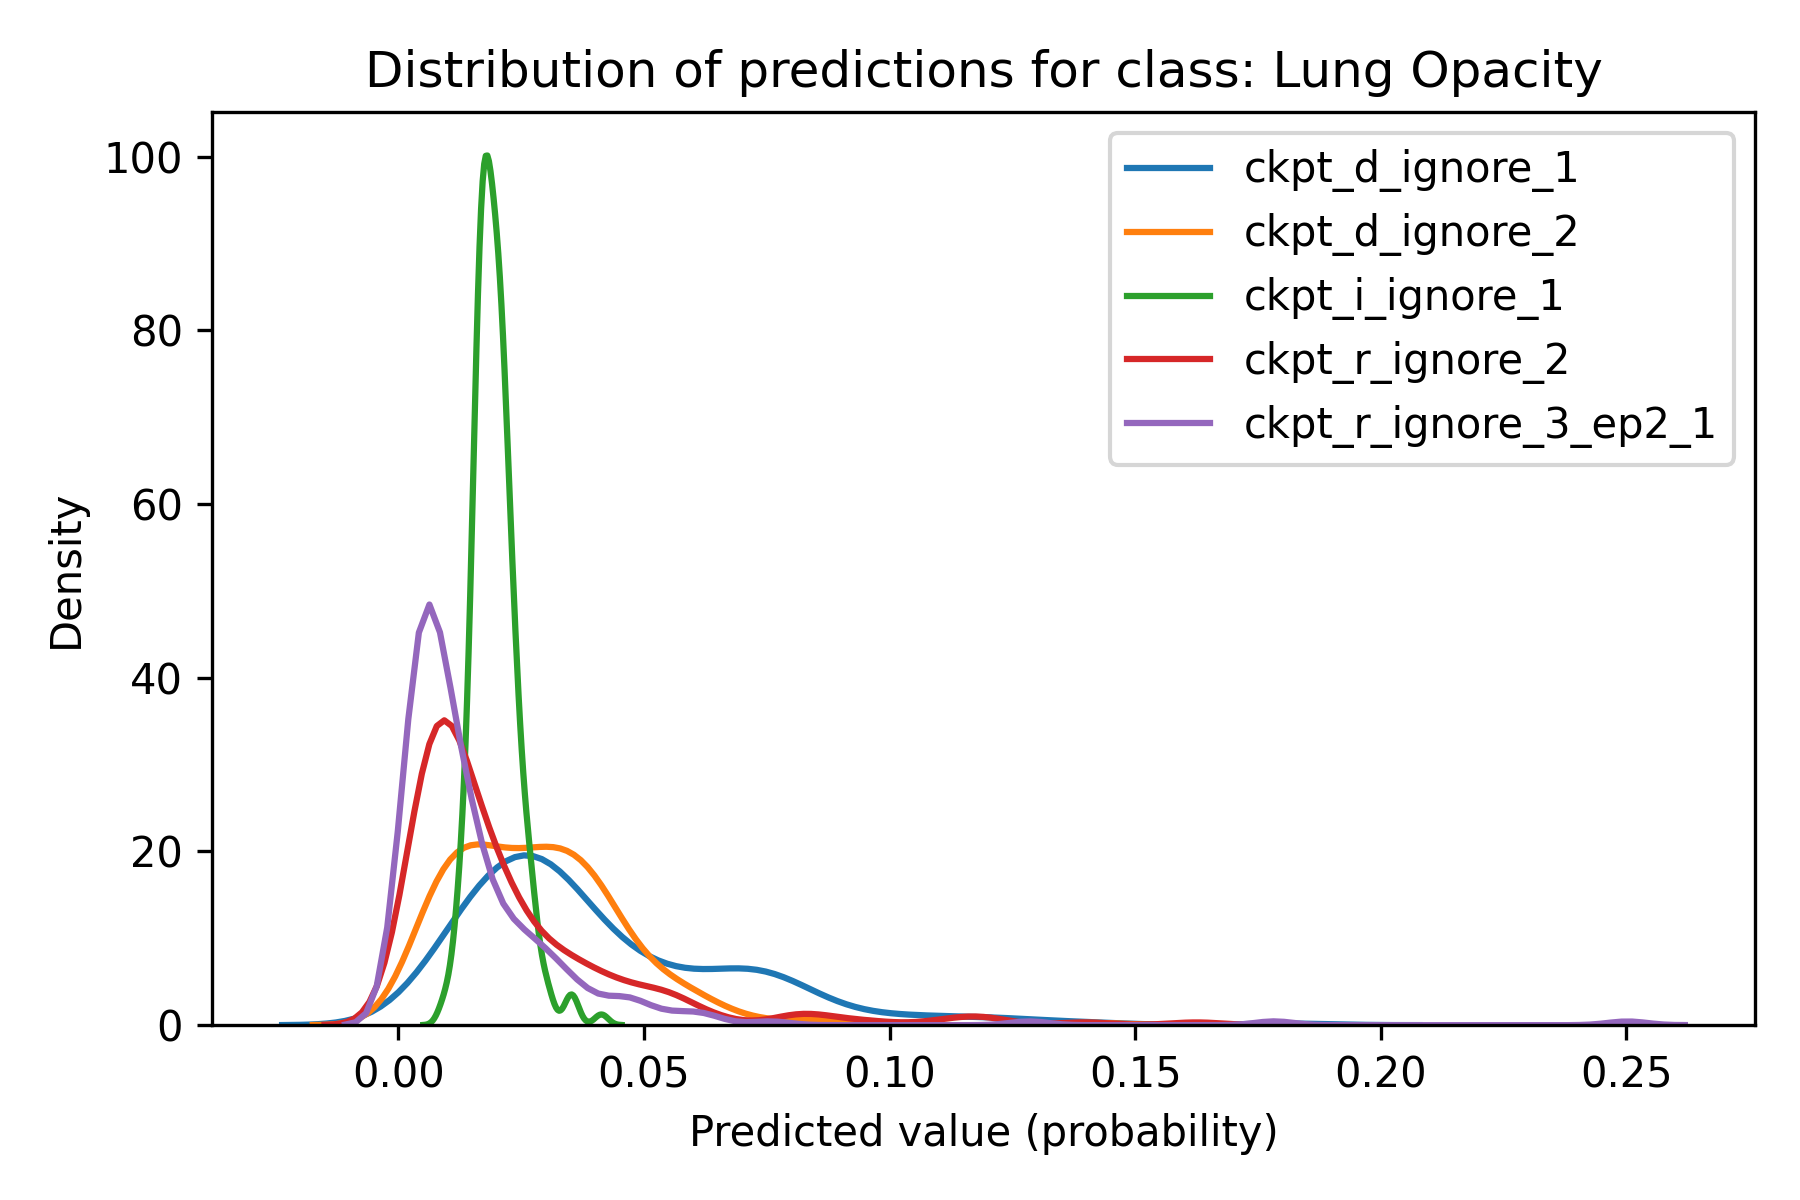 Distribution of predictions for class: Lung Opacity
100
80
60
40
20
0
Density
ckpt_d_ignore_1
ckpt_d_ignore_2
ckpt_i_ignore_1
ckpt_r_ignore_2
ckpt_r_ignore_3_ep2_1
0.00 0.05 0.10 0.15 0.20 0.25
Predicted value (probability)